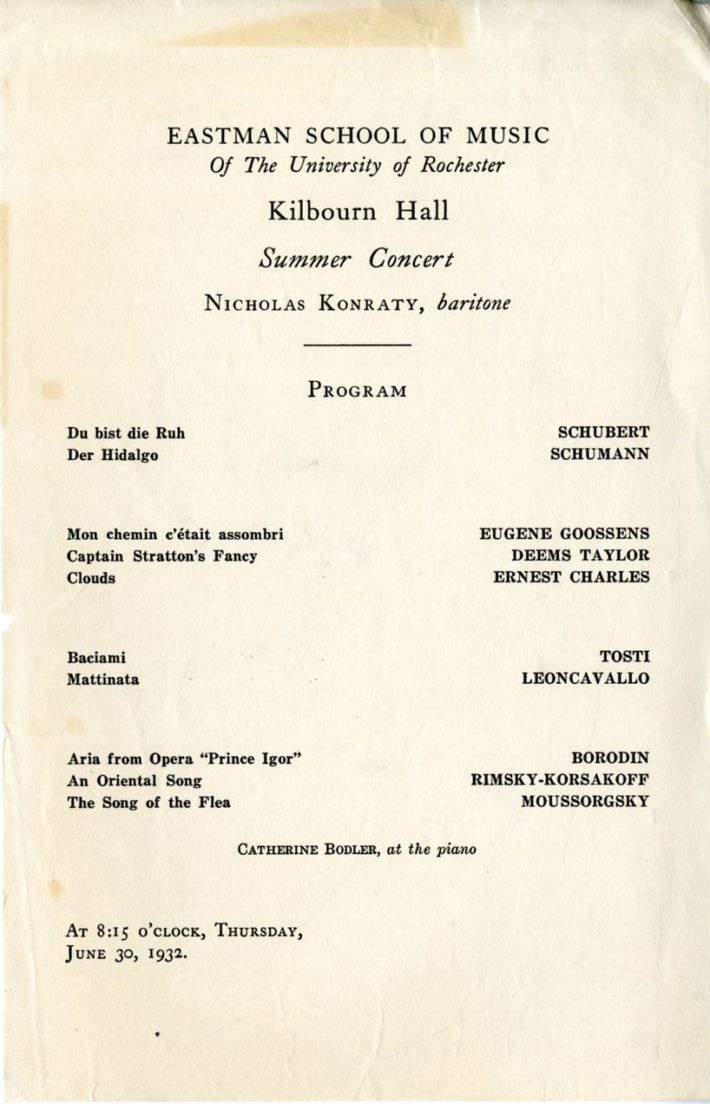 EASTMAN SCHOOL OF MUSIC
Of The University of Rochester
Kilbourn Hall
Summer Concert
NICHOLAS KONRATY, baritone
PROGRAM
Du bist die Ruh SCHUBERT
Der Hidalgo SCHUMANN
Mon chemin c'était assombri EUGENE GOOSSENS
Captain Stratton's Fancy DEEMS TAYLOR
Clouds ERNEST CHARLES
Baciami TOSTI
Mattinata LEONCAVALLO
Aria from Opera “Prince Igor” BORODIN
An Oriental Song RIMSKY-KORSAKOFF
The Song of the Flea MOUSSORGSKY
CATHERINE BODLER, at the piano
AT 8:15 O'CLOCK, THURSDAY,
JUNE 30, 1932.